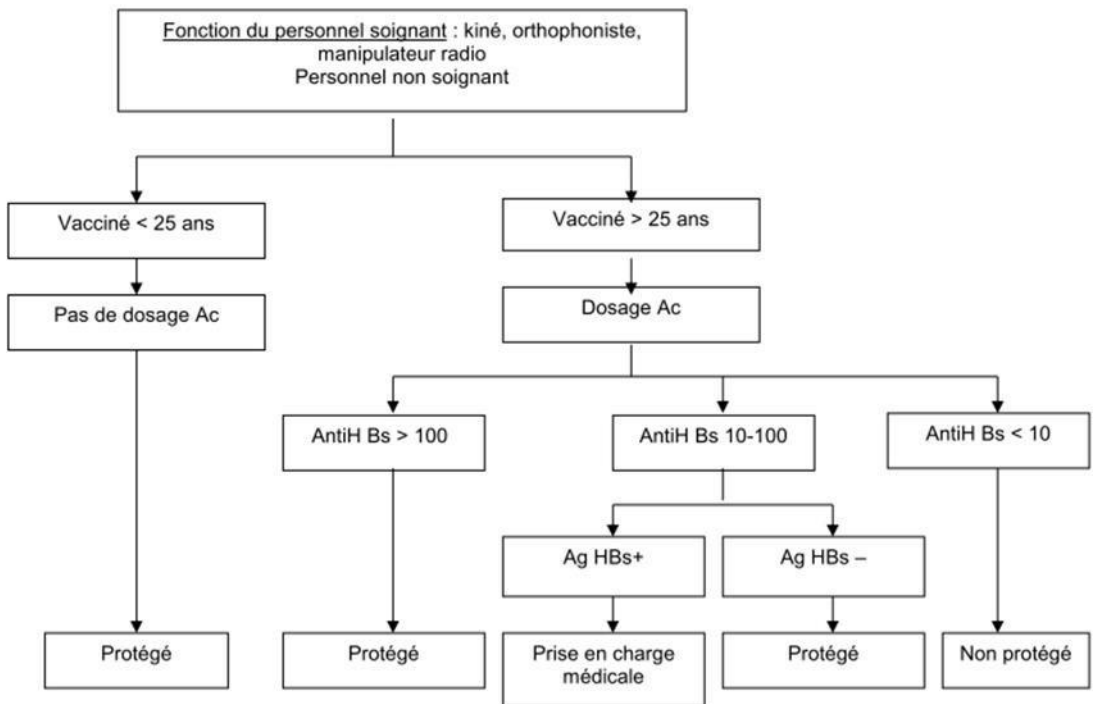 Fonction du personnel soignant : kiné, orthophoniste,
manipulateur radio
Personnel non soignant
Vacciné < 25 ans
Vacciné > 25 ans
Pas de dosage Ac
Dosage Ac
AntiH Bs > 100
AntiH Bs 10-100
AntiH Bs < 10
Ag HBs+
Ag HBs –
Protégé
Protégé
Prise en charge
médicale
Protégé
Non protégé